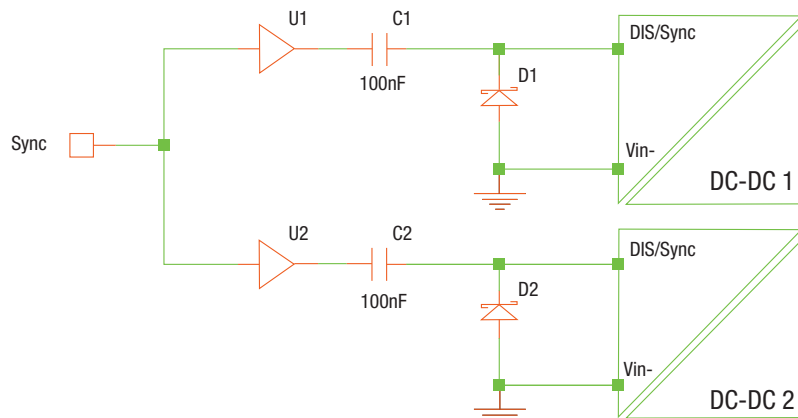 U1
C1
100nF
DIS/Sync
D1
Sync
Vin-
DC-DC 1
U2
C2
100nF
DIS/Sync
D2
Vin-
DC-DC 2